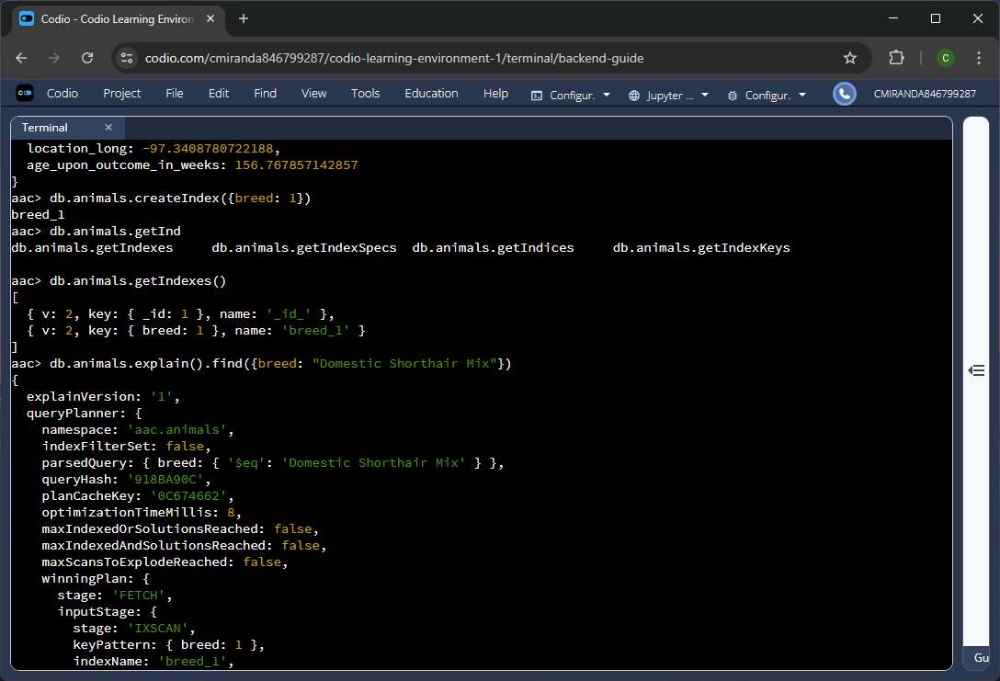 Codio - Codio Learning Environ
codio.com/cmiranda846799287/codio-learning-environment-1/terminal/backend-guide
C
Codio Project File Edit Find View Tools Education Help Configur. Jupyter ... Configur.. CMIRANDA846799287
Terminal
location_long: -97.3408780722188,
age_upon_outcome_in_weeks: 156.767857142857
}
aac> db.animals.createIndex({breed: 1})
breed_1
aac> db.animals.getInd
db.animals.getIndexes db.animals.getIndexSpecs db.animals.getIndices db.animals.getIndexKeys
aac> db.animals.getIndexes()
[
{ v: 2, key: { _id: 1 }, name: '_id_' },
{ v: 2, key: { breed: 1 }, name: 'breed_1' }
]
aac> db.animals.explain().find({breed: "Domestic Shorthair Mix"})
{
explainVersion: '1',
queryPlanner: {
namespace: 'aac.animals',
indexFilterSet: false,
parsedQuery: { breed: { '$eq': 'Domestic Shorthair Mix' } },
queryHash: '918BA90C',
planCacheKey: '0C674662',
optimizationTimeMillis: 8,
maxIndexedOrSolutionsReached: false,
maxIndexedAndSolutionsReached: false,
maxScansToExplodeReached: false,
winningPlan: {
stage: 'FETCH',
inputStage: {
stage: 'IXSCAN',
keyPattern: { breed: 1 },
indexName: 'breed_1',
Gu